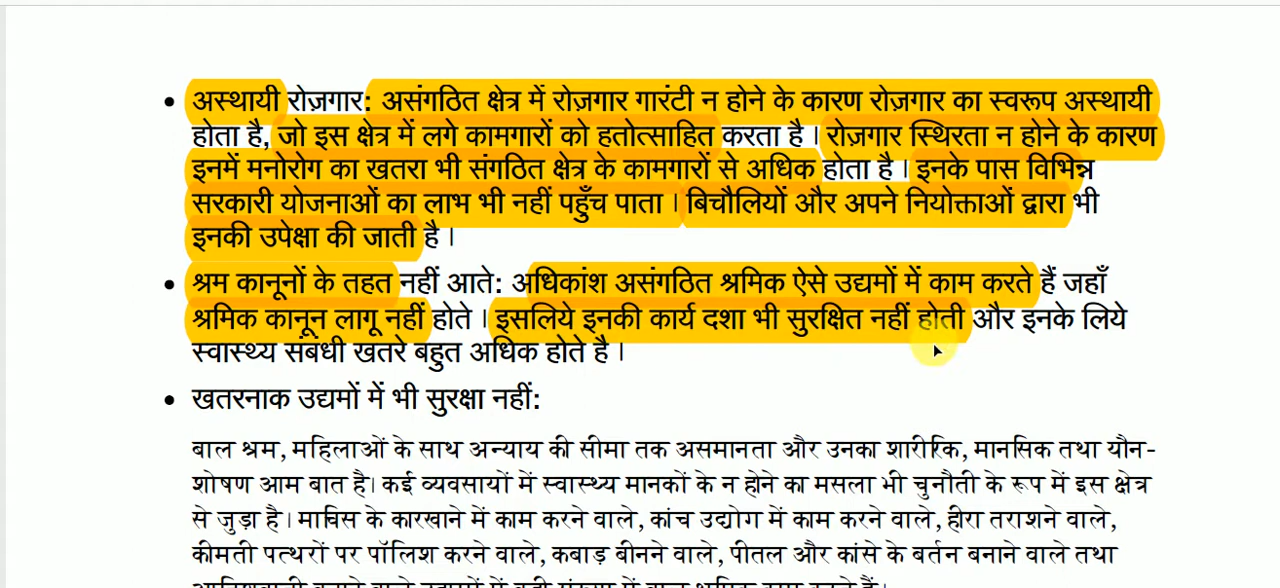 • अस्थायी रोज़गार: असंगठित क्षेत्र में रोज़गार गारंटी न होने के कारण रोज़गार का स्वरूप अस्थायी
होता है, जो इस क्षेत्र में लगे कामगारों को हतोत्साहित करता है । रोज़गार स्थिरता न होने के कारण
इनमें मनोरोग का खतरा भी संगठित क्षेत्र के कामगारों से अधिक होता है । इनके पास विभिन्न
सरकारी योजनाओं का लाभ भी नहीं पहुँच पाता । बिचौलियों और अपने नियोक्ताओं द्वारा भी
इनकी उपेक्षा की जाती है ।
• श्रम कानूनों के तहत नहीं आते: अधिकांश असंगठित श्रमिक ऐसे उद्यमों में काम करते हैं जहाँ
श्रमिक कानून लागू नहीं होते । इसलिये इनकी कार्य दशा भी सुरक्षित नहीं होती और इनके लिये
स्वास्थ्य संबंधी खतरे बहुत अधिक होते है ।
• खतरनाक उद्यमों में भी सुरक्षा नहीं:
बाल श्रम, महिलाओं के साथ अन्याय की सीमा तक असमानता और उनका शारीरिक, मानसिक तथा यौन-
शोषण आम बात है। कई व्यवसायों में स्वास्थ्य मानकों के न होने का मसला भी चुनौती के रूप में इस क्षेत्र
से जुड़ा है। माचिस के कारखाने में काम करने वाले, कांच उद्योग में काम करने वाले, हीरा तराशने वाले,
कीमती पत्थरों पर पॉलिश करने वाले, कबाड़ बीनने वाले, पीतल और कांसे के बर्तन बनाने वाले तथा